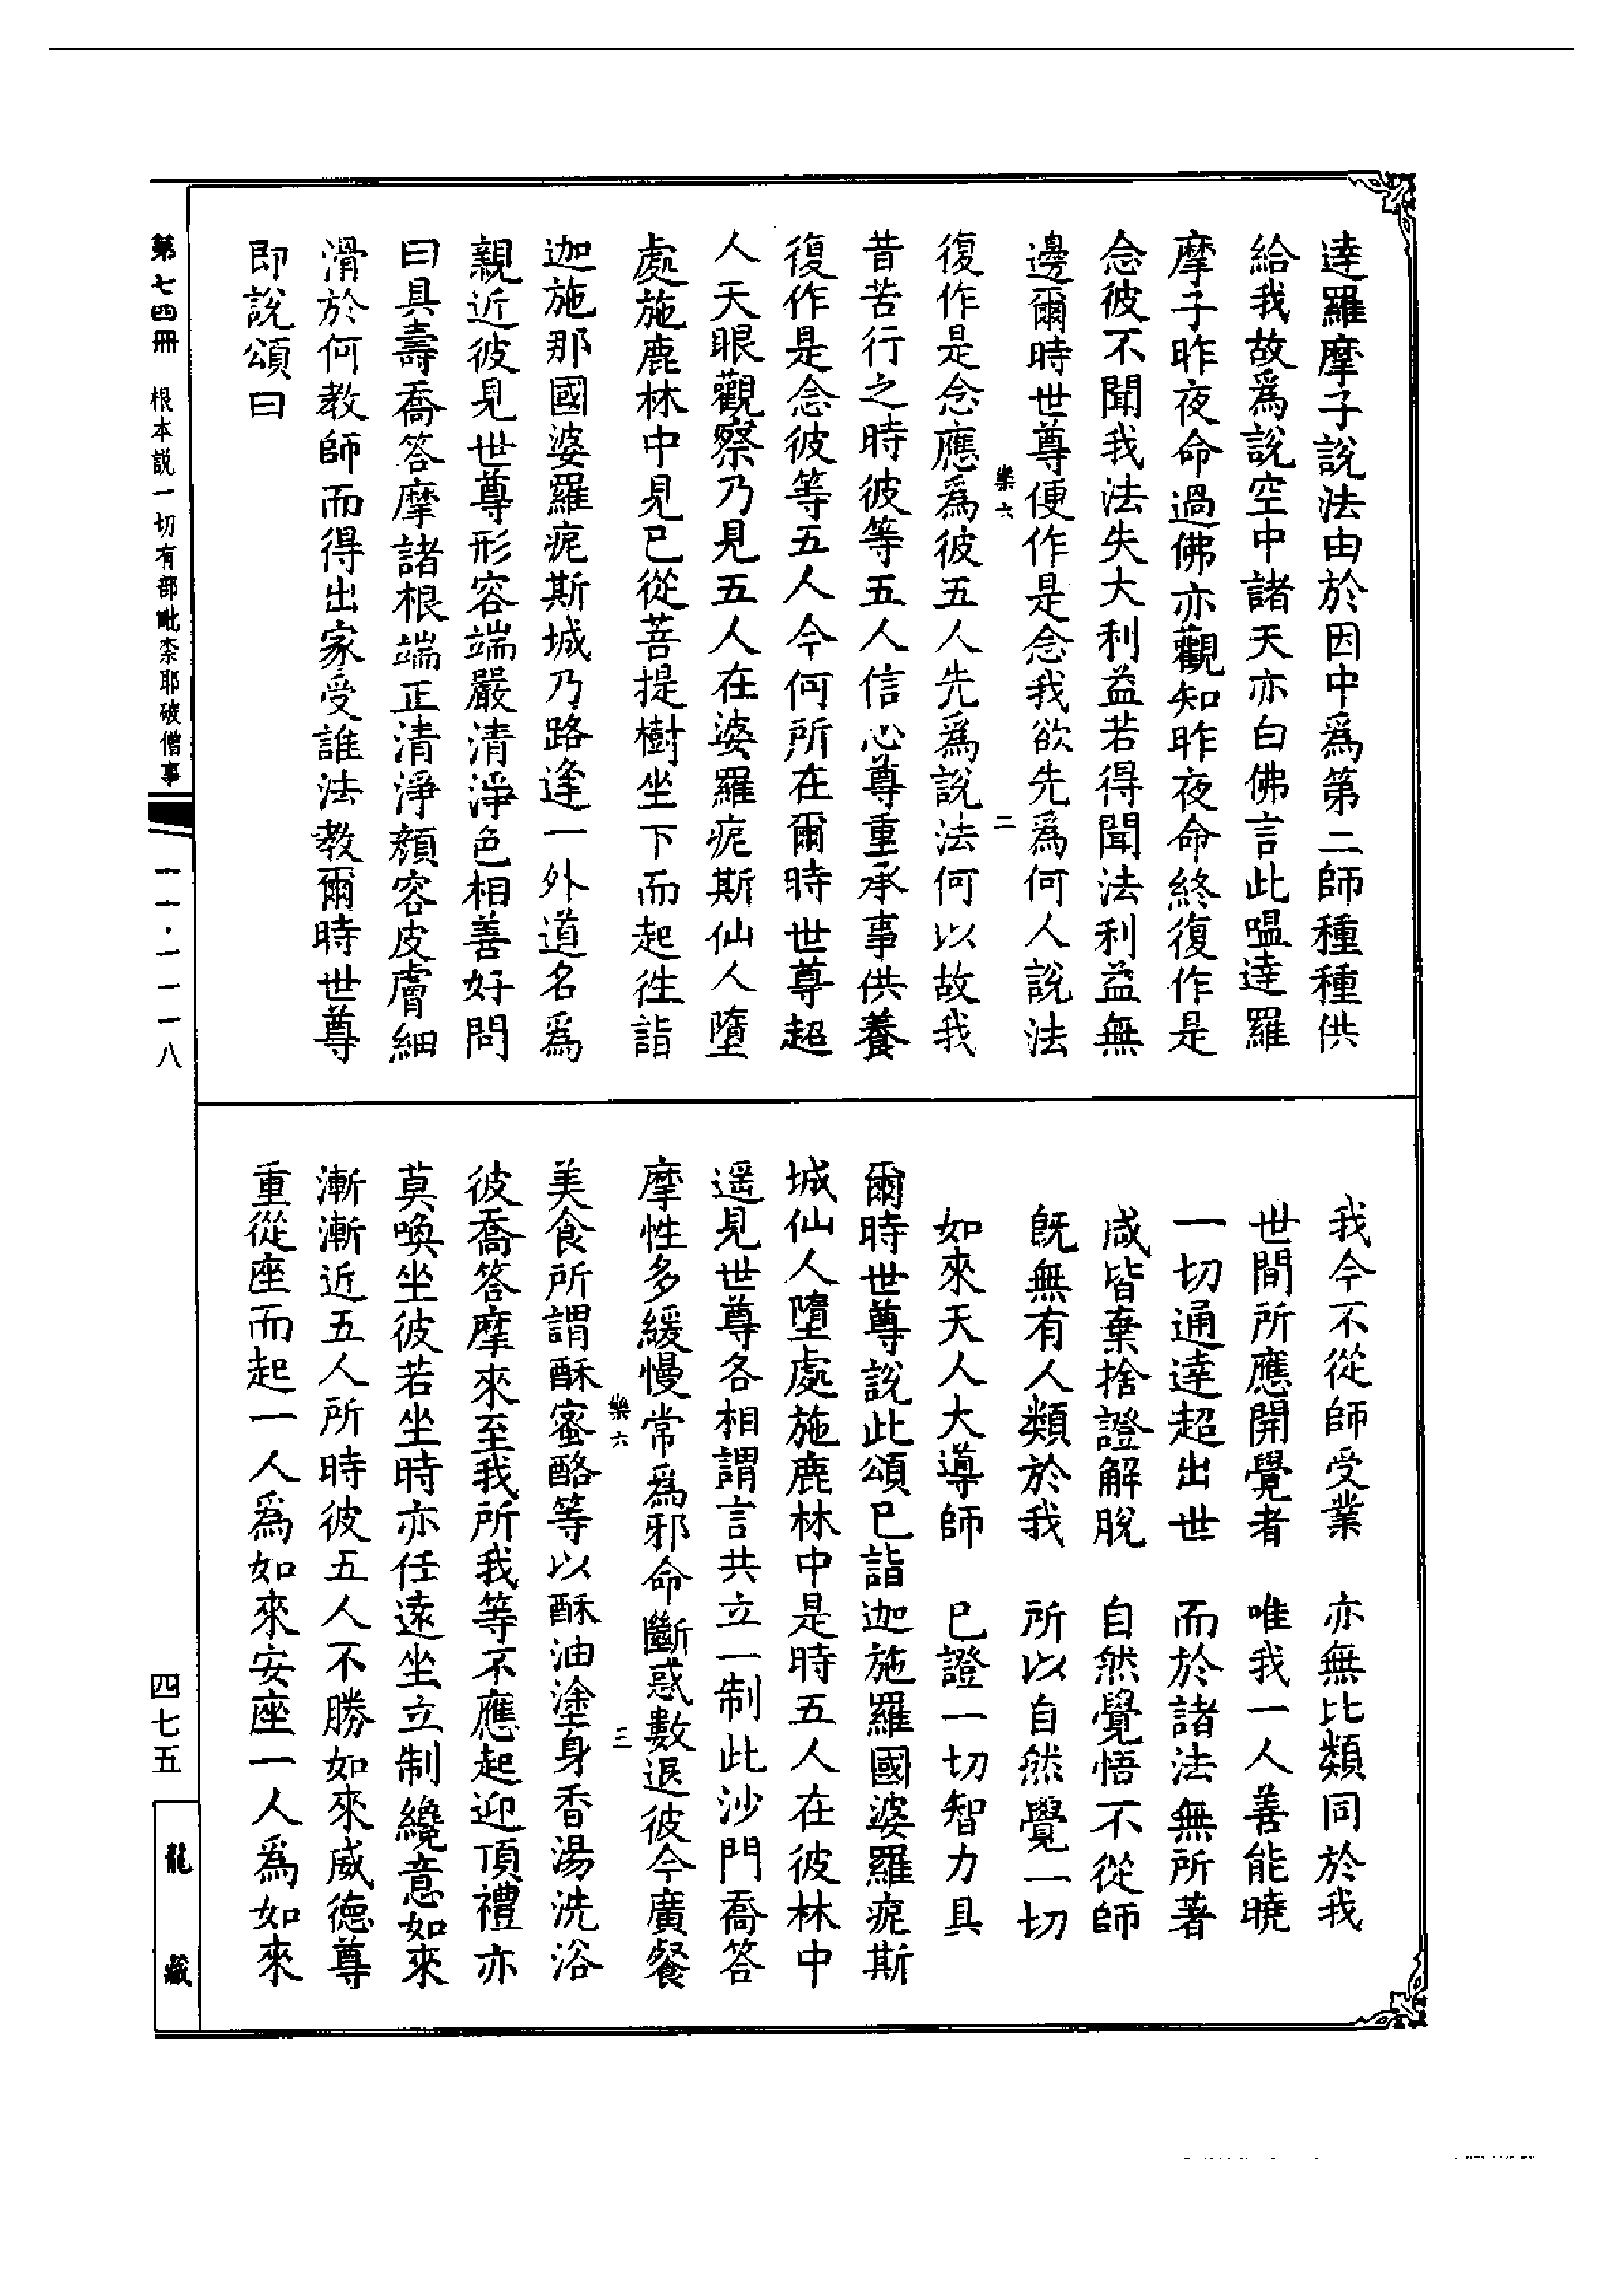 達羅摩子說法由於因中爲第二師種種供
給我故爲說空中諸天亦白佛言此嗢達羅
摩子昨夜命過佛亦觀知昨夜命終復作是
念彼不聞我法失大利益若得聞法利益無
邊爾時世尊便作是念我欲先爲何人說法
樂六 二
復作是念應爲彼五人先爲說法何以故我
昔苦行之時彼等五人信心尊重承事供養
復作是念彼等五人今何所在爾時世尊超
人天眼觀察乃見五人在婆羅痆斯仙人墮
處施鹿林中見已從菩提樹坐下而起徃詣
迦施那國婆羅痆斯城乃路逢一外道名爲
親近彼見世尊形容端嚴清淨色相善好問
曰具壽喬答摩諸根端正清淨顏容皮膚細
滑於何教師而得出家受誰法教爾時世尊
即說頌曰
我今不從師受業 亦無比類同於我
世間所應開覺者 唯我一人善能曉
一切通達超出世 而於諸法無所著
咸皆棄捨證解脫 自然覺悟不從師
旣無有人類於我 所以自然覺一切
如來天人大導師 已證一切智力具
爾時世尊說此頌已詣迦施羅國婆羅痆斯
城仙人墮處施鹿林中是時五人在彼林中
遥見世尊各相謂言共立一制此沙門喬答
摩性多緩慢常爲邪命斷惑數退彼今廣餐
樂六 三
美食所謂酥蜜酪等以酥油塗身香湯洗浴
彼喬答摩來至我所我等不應起迎頂禮亦
莫喚坐彼若坐時亦任遠坐立制纔意如來
漸漸近五人所時彼五人不勝如來威德尊
重從座而起一人爲如來安座一人爲如來
第七四冊 根本説一切有部毗柰耶破僧事 一一·一一一八
四七五
龍藏